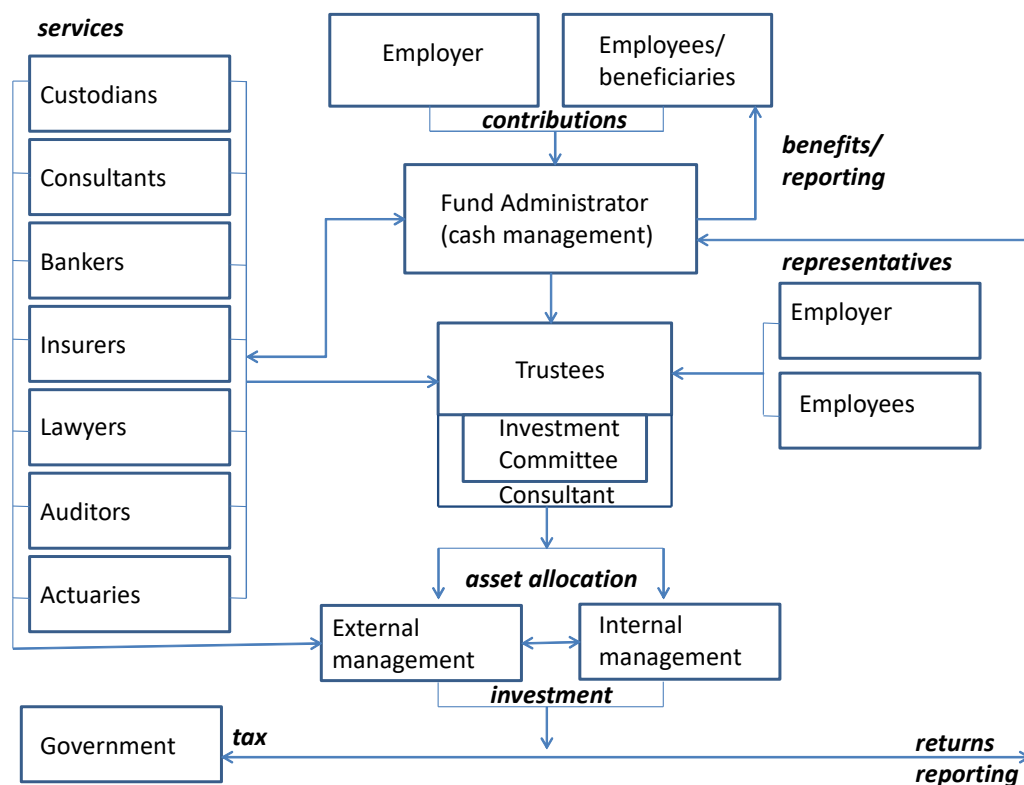 services
Custodians
Consultants
Bankers
Insurers
Lawyers
Auditors
Actuaries
Employer
Employees/
beneficiaries
contributions
benefits/
reporting
Fund Administrator
(cash management)
representatives
Employer
Employees
Trustees
Investment
Committee
Consultant
asset allocation
External
management
Internal
management
investment
Government
tax
returns
reporting